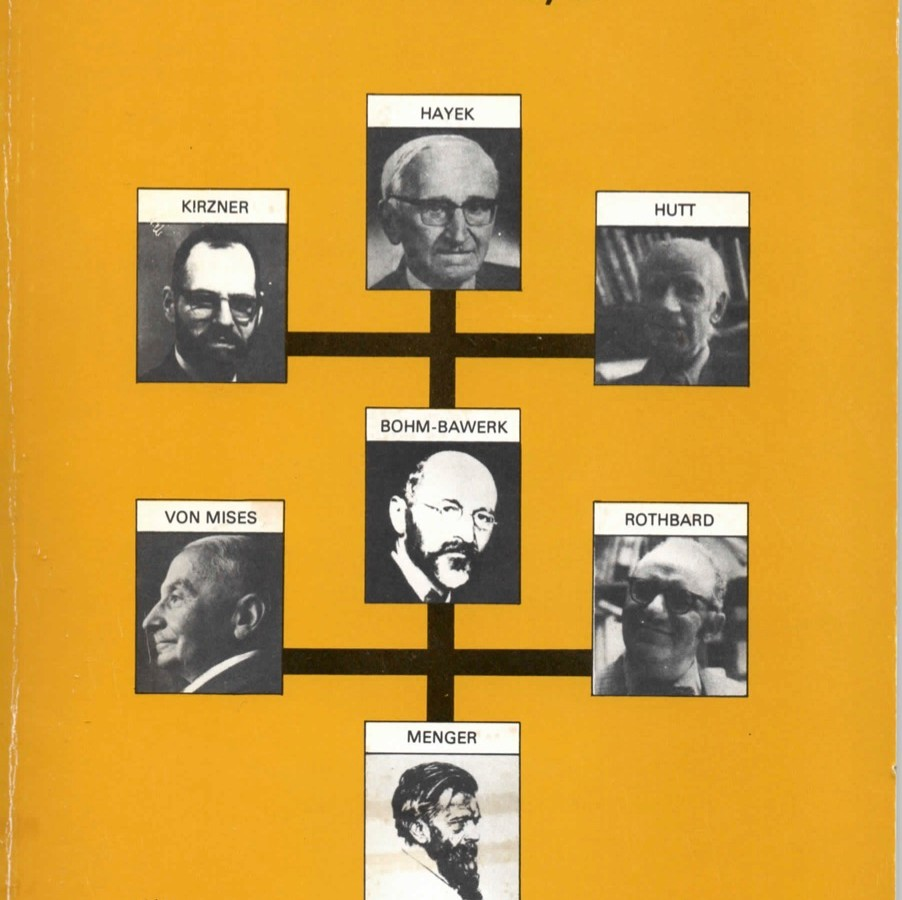 HAYEK
KIRZNER
HUTT
BOHM-BAWERK
VON MISES
ROTHBARD
MENGER